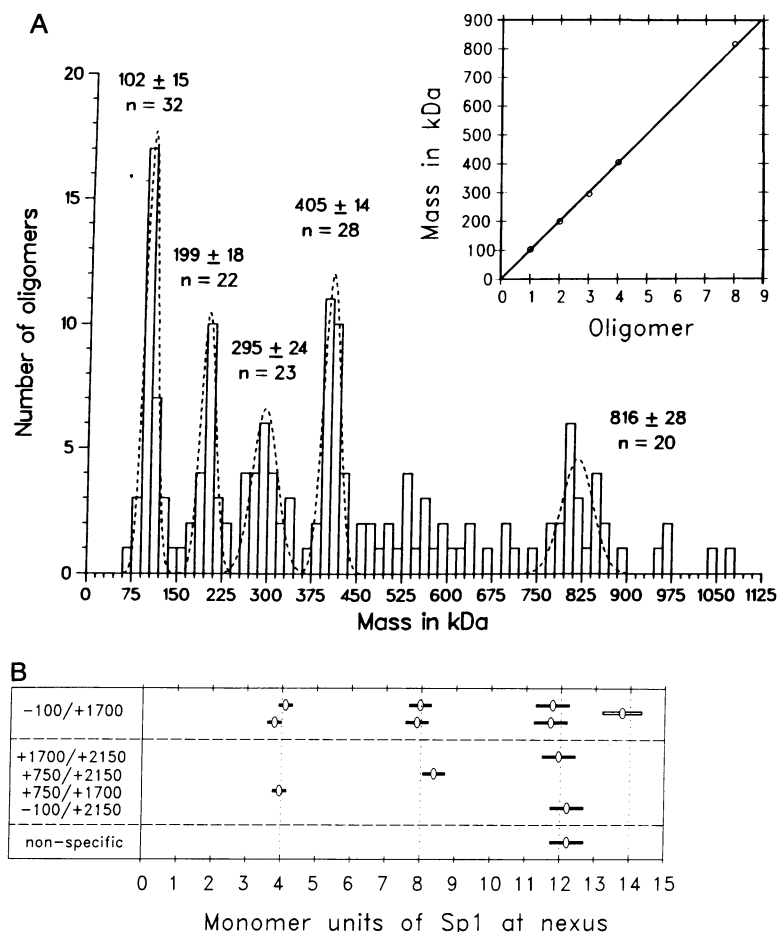 A
20
15
10
5
0
Number of oligomers
102 ± 15
n = 32
199 ± 18
n = 22
295 ± 24
n = 23
405 ± 14
n = 28
816 ± 28
n = 20
0 75 150 225 300 375 450 525 600 675 750 825 900 975 1050 1125
Mass in kDa
900
800
700
600
500
400
300
200
100
0
Mass in kDa
0 1 2 3 4 5 6 7 8 9
Oligomer
B
-100/+1700
+1700/+2150
+750/+2150
+750/+1700
-100/+2150
non-specific
0 1 2 3 4 5 6 7 8 9 10 11 12 13 14 15
Monomer units of Sp1 at nexus